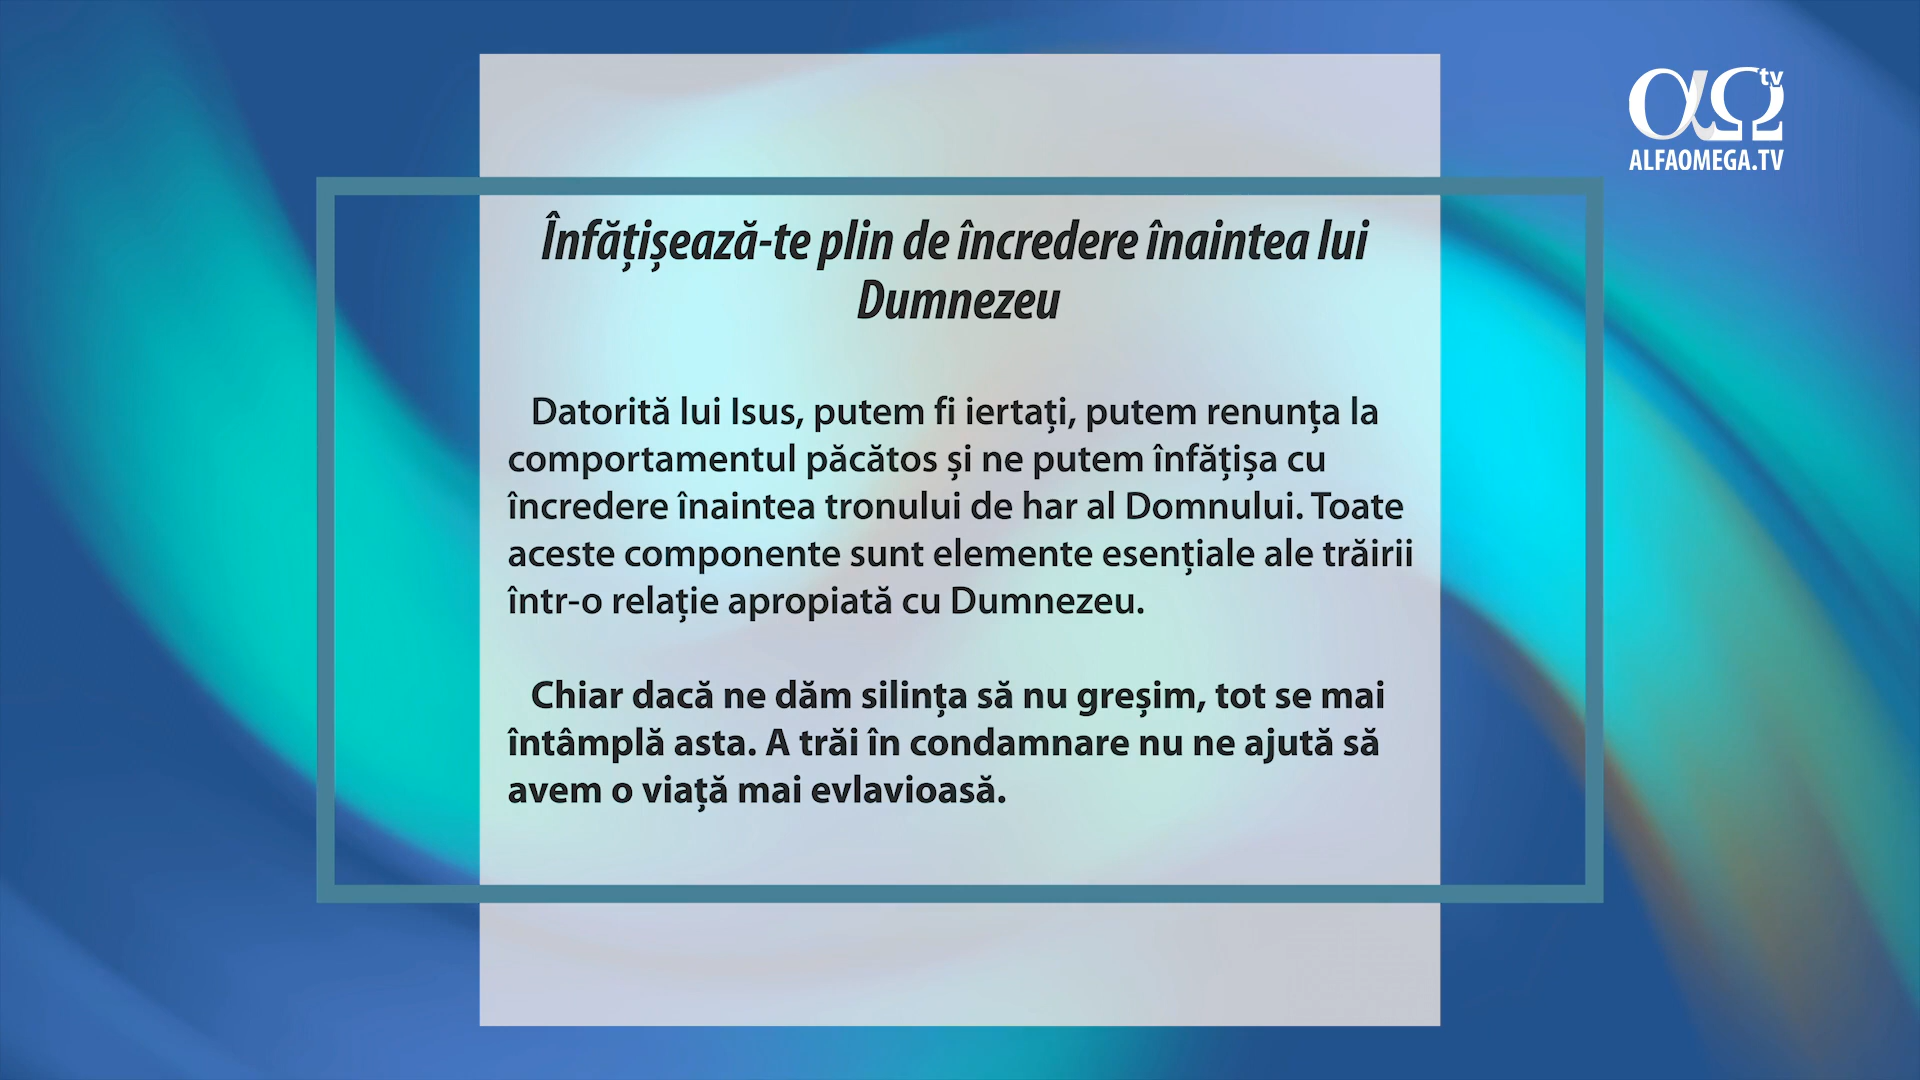 αΩ tv
ALFAOMEGA.TV
Înfățișează-te plin de încredere înaintea lui
Dumnezeu
Datorită lui Isus, putem fi iertați, putem renunța la
comportamentul păcătos și ne putem înfățișa cu
încredere înaintea tronului de har al Domnului. Toate
aceste componente sunt elemente esențiale ale trăirii
într-o relație apropiată cu Dumnezeu.
Chiar dacă ne dăm silința să nu greșim, tot se mai
întâmplă asta. A trăi în condamnare nu ne ajută să
avem o viață mai evlavioasă.